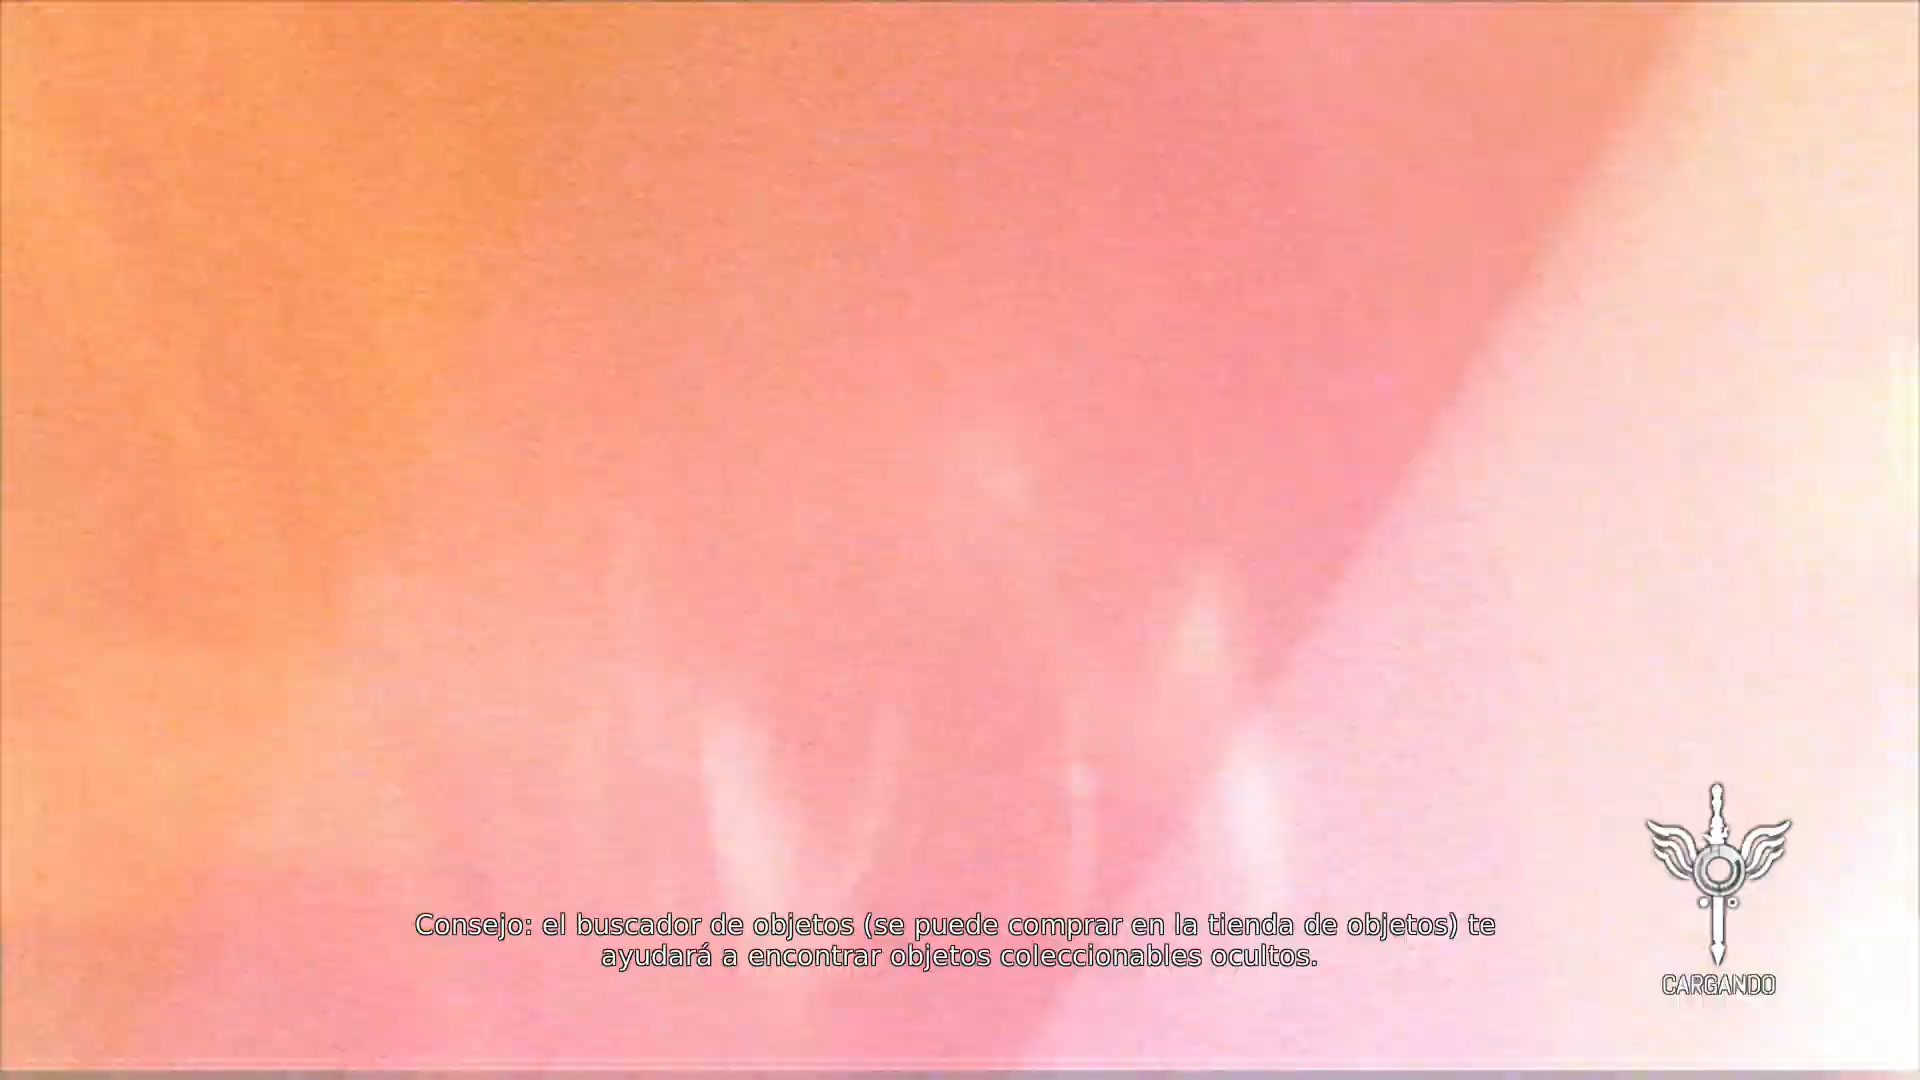 Consejo: el buscador de objetos (se puede comprar en la tienda de objetos) te
ayudará a encontrar objetos coleccionables ocultos.
CARGANDO